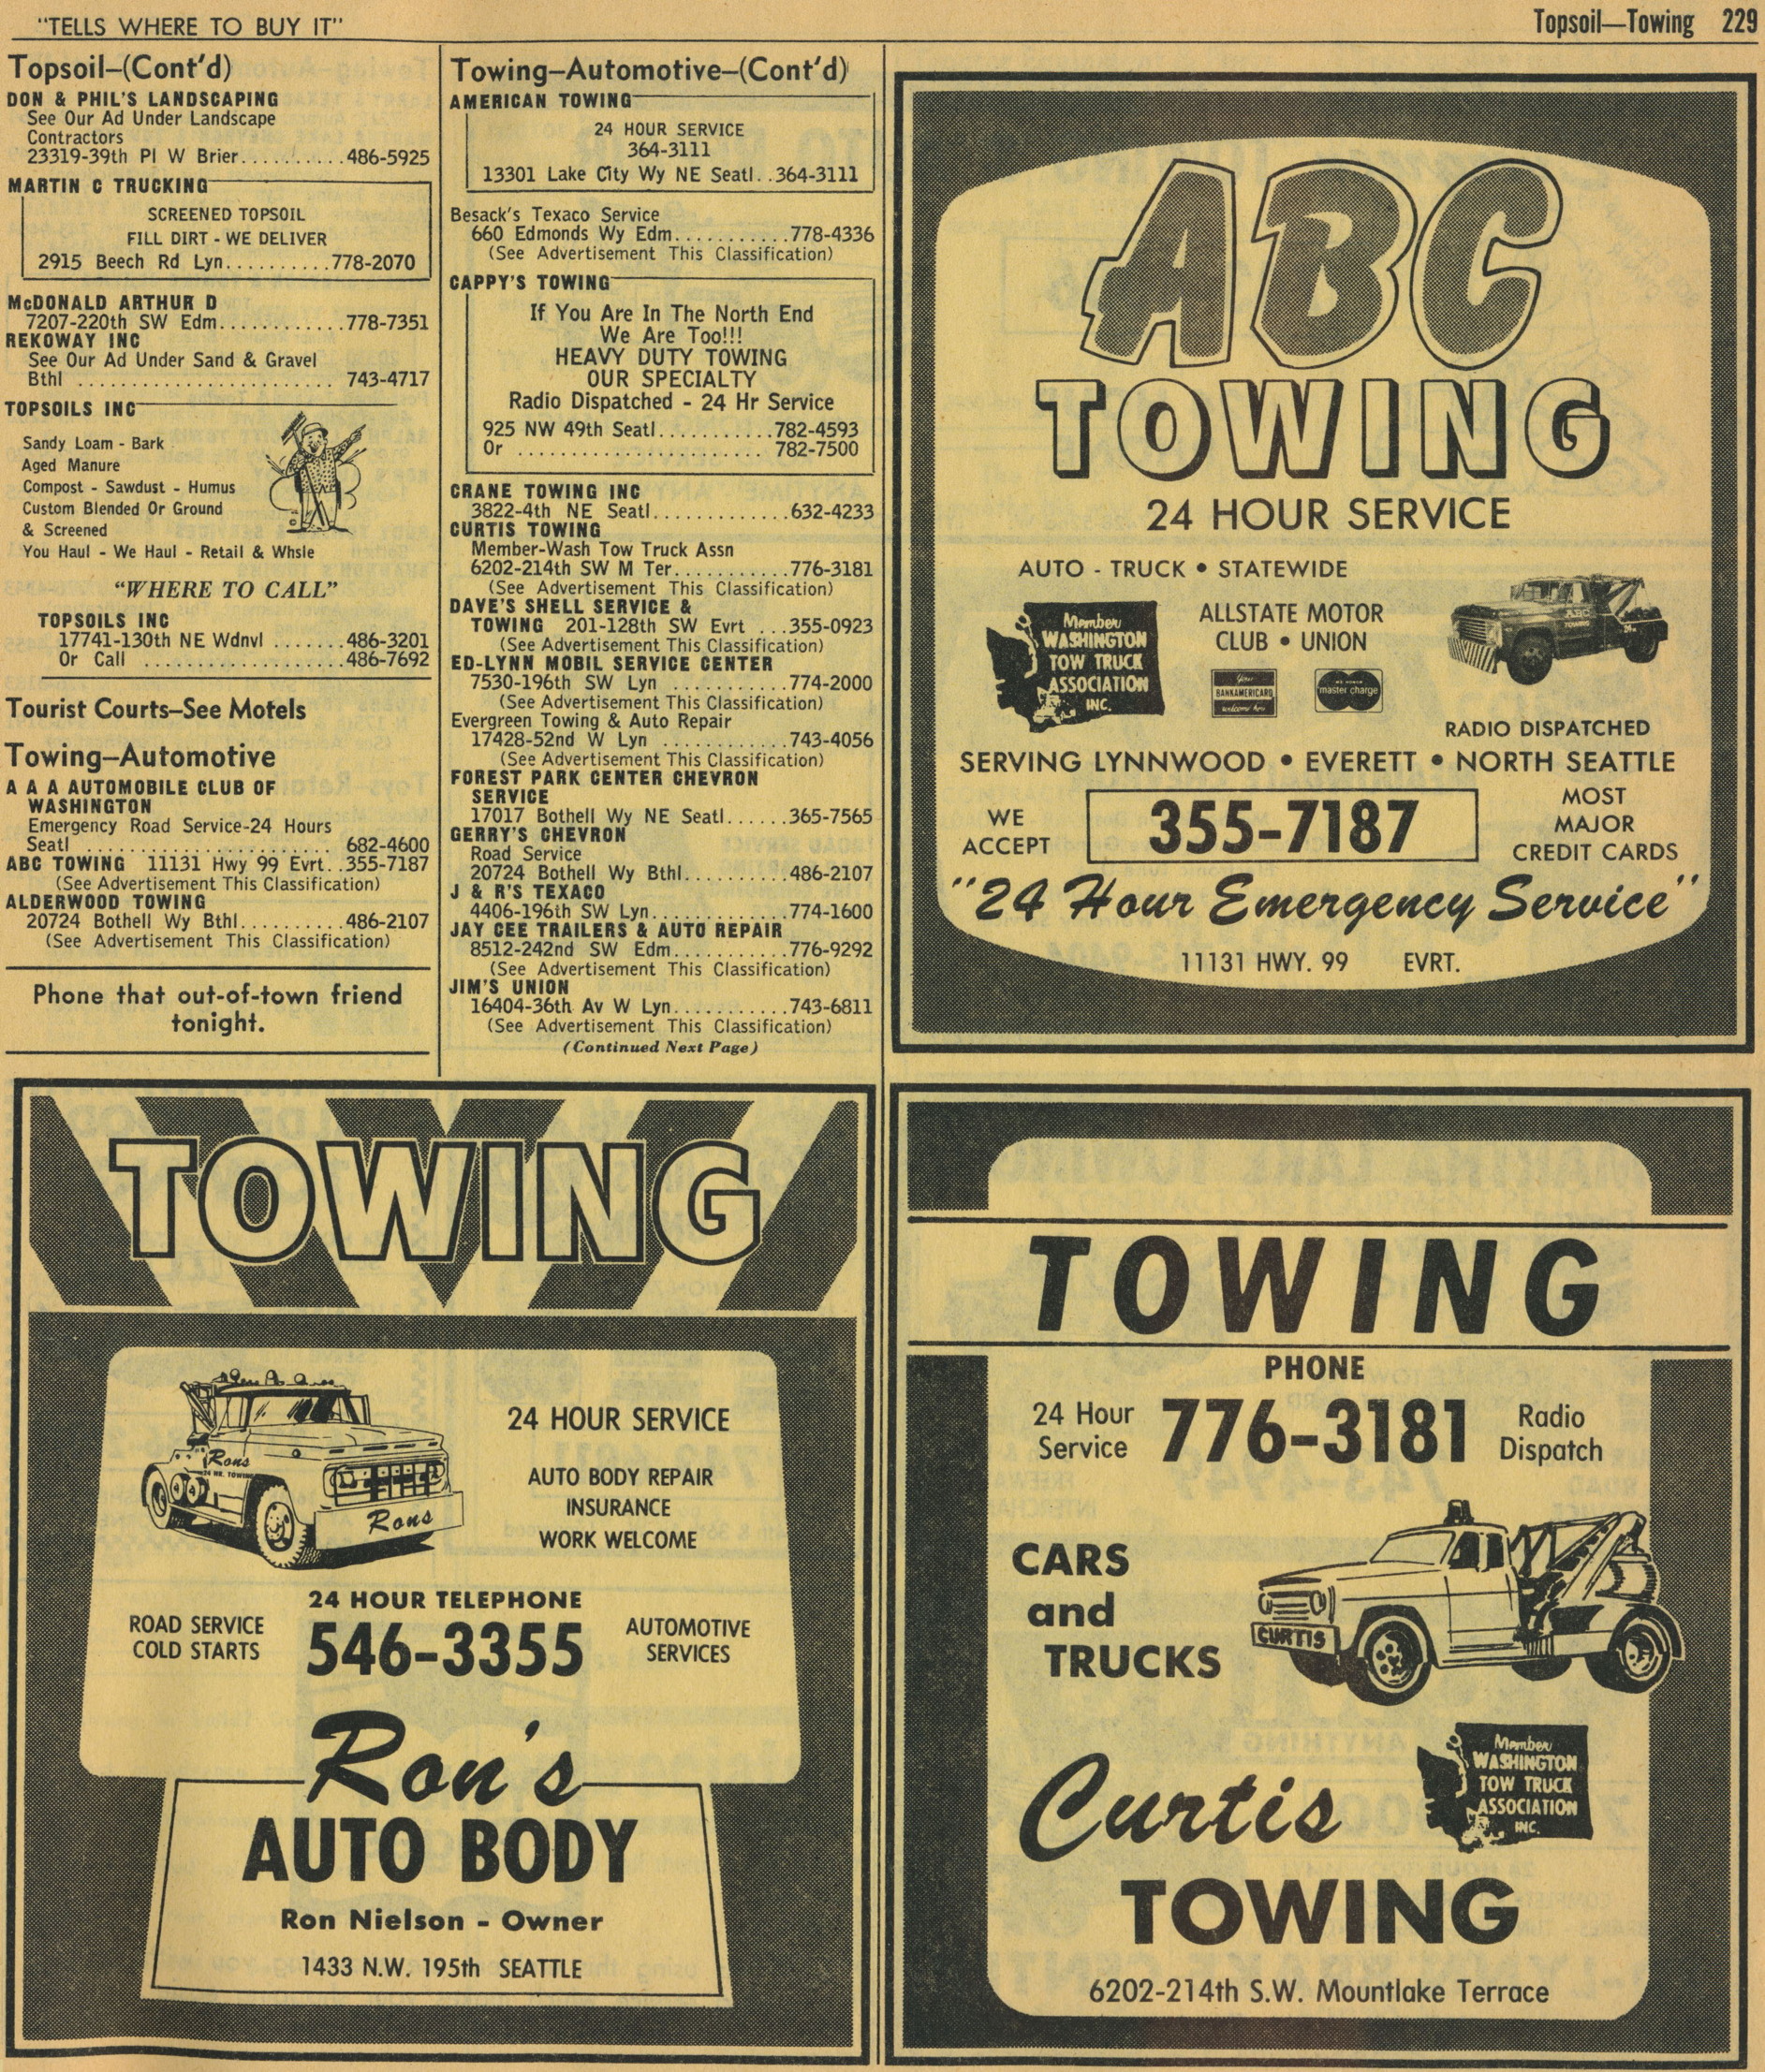 "TELLS WHERE TO BUY IT"
Topsoil—Towing 229
Topsoil—(Cont'd)
DON & PHIL'S LANDSCAPING
See Our Ad Under Landscape
Contractors
23319-39th Pl W Brier..........486-5925
MARTIN C TRUCKING
SCREENED TOPSOIL
FILL DIRT - WE DELIVER
2915 Beech Rd Lyn..........778-2070
McDONALD ARTHUR D
7207-220th SW Edm............778-7351
REKOWAY INC
See Our Ad Under Sand & Gravel
Bthl ........................ 743-4717
TOPSOILS INC
Sandy Loam - Bark
Aged Manure
Compost - Sawdust - Humus
Custom Blended Or Ground
& Screened
You Haul - We Haul - Retail & Whsle
"WHERE TO CALL"
TOPSOILS INC
17741-130th NE Wdnvl .......486-3201
Or Call ...................486-7692
Tourist Courts—See Motels
Towing—Automotive
A A A AUTOMOBILE CLUB OF
WASHINGTON
Emergency Road Service-24 Hours
Seatl ....................... 682-4600
ABC TOWING 11131 Hwy 99 Evrt..355-7187
(See Advertisement This Classification)
ALDERWOOD TOWING
20724 Bothell Wy Bthl..........486-2107
(See Advertisement This Classification)
Phone that out-of-town friend
tonight.
Towing—Automotive—(Cont'd)
AMERICAN TOWING
24 HOUR SERVICE
364-3111
13301 Lake City Wy NE Seatl..364-3111
Besack's Texaco Service
660 Edmonds Wy Edm...........778-4336
(See Advertisement This Classification)
CAPPY'S TOWING
If You Are In The North End
We Are Too!!!
HEAVY DUTY TOWING
OUR SPECIALTY
Radio Dispatched - 24 Hr Service
925 NW 49th Seatl...........782-4593
Or ....................... 782-7500
CRANE TOWING INC
3822-4th NE Seatl.............632-4233
CURTIS TOWING
Member-Wash Tow Truck Assn
6202-214th SW M Ter...........776-3181
(See Advertisement This Classification)
DAVE'S SHELL SERVICE &
TOWING 201-128th SW Evrt ...355-0923
(See Advertisement This Classification)
ED-LYNN MOBIL SERVICE CENTER
7530-196th SW Lyn ...........774-2000
(See Advertisement This Classification)
Evergreen Towing & Auto Repair
17428-52nd W Lyn ............743-4056
(See Advertisement This Classification)
FOREST PARK CENTER CHEVRON
SERVICE
17017 Bothell Wy NE Seatl......365-7565
GERRY'S CHEVRON
Road Service
20724 Bothell Wy Bthl..........486-2107
J & R'S TEXACO
4406-196th SW Lyn.............774-1600
JAY CEE TRAILERS & AUTO REPAIR
8512-242nd SW Edm...........776-9292
(See Advertisement This Classification)
JIM'S UNION
16404-36th Av W Lyn...........743-6811
(See Advertisement This Classification)
(Continued Next Page)
ABC
TOWING
24 HOUR SERVICE
AUTO - TRUCK • STATEWIDE
Member
WASHINGTON
TOW TRUCK
ASSOCIATION
INC.
ALLSTATE MOTOR
CLUB • UNION
Your
BANKAMERICARD
welcome here
WE HONOR
master charge
ABC
TOWING
RADIO DISPATCHED
SERVING LYNNWOOD • EVERETT • NORTH SEATTLE
WE
ACCEPT
355-7187
MOST
MAJOR
CREDIT CARDS
"24 Hour Emergency Service"
11131 HWY. 99 EVRT.
TOWING
Rons
24 HR. TOWING
Rons
24 HOUR SERVICE
AUTO BODY REPAIR
INSURANCE
WORK WELCOME
ROAD SERVICE
COLD STARTS
24 HOUR TELEPHONE
546-3355
AUTOMOTIVE
SERVICES
Ron's
AUTO BODY
Ron Nielson - Owner
1433 N.W. 195th SEATTLE
TOWING
PHONE
24 Hour
Service
776-3181
Radio
Dispatch
CARS
and
TRUCKS
CURTIS
Curtis
Member
WASHINGTON
TOW TRUCK
ASSOCIATION
INC.
TOWING
6202-214th S.W. Mountlake Terrace